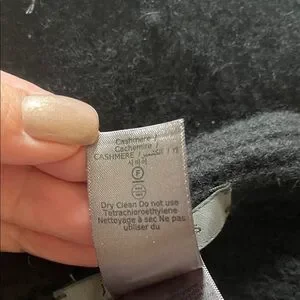 Cashmere /
Cachemire /
CASHMERE /
F
Dry Clean Do not use
Tetrachloroethylene
Nettoyage à sec Ne pas
utiliser du